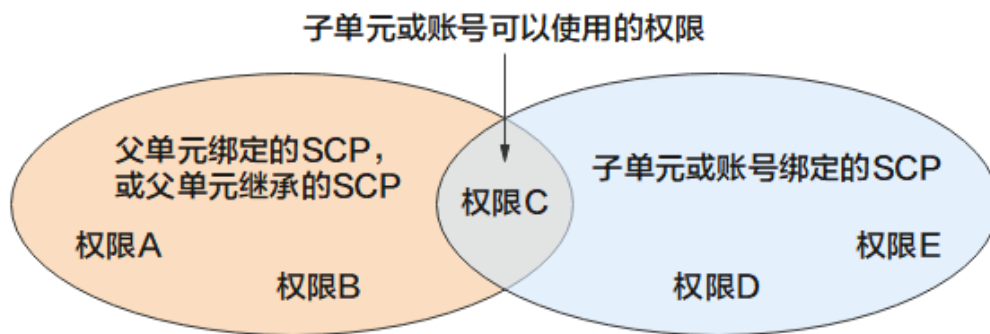 子单元或账号可以使用的权限
父单元绑定的SCP，
或父单元继承的SCP
子单元或账号绑定的SCP
权限C
权限A
权限E
权限B
权限D